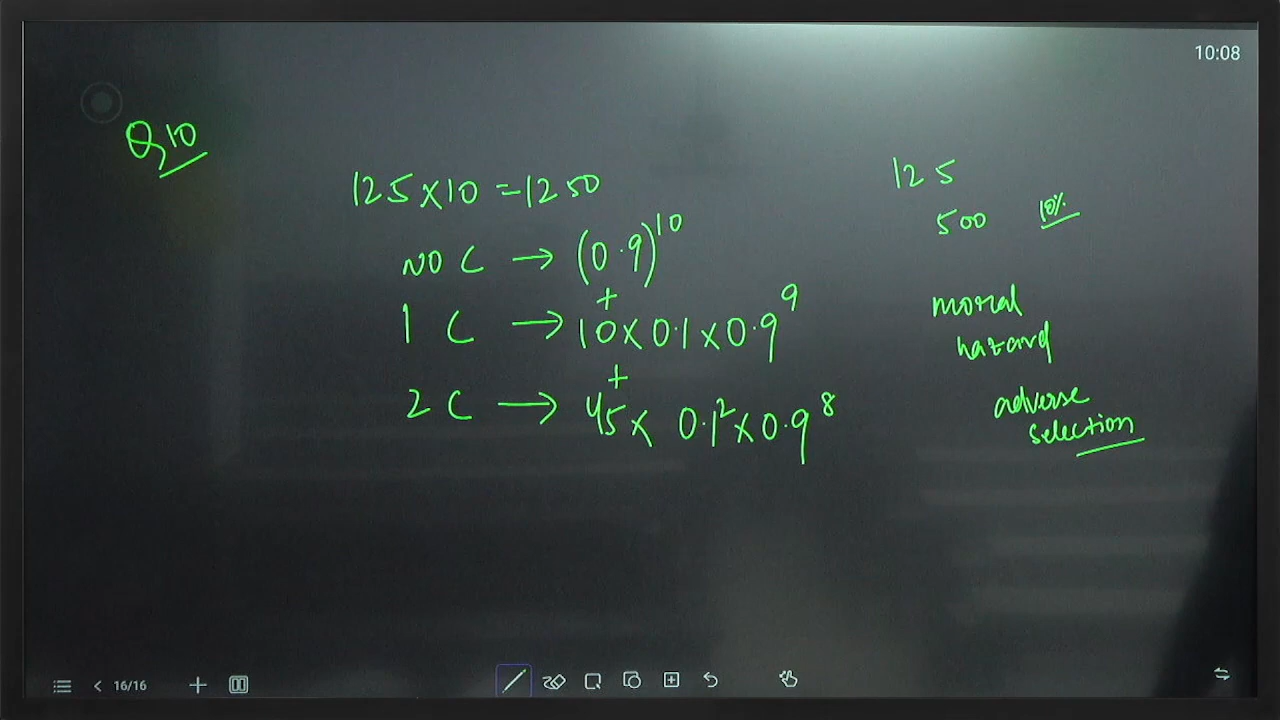 10:08
Q10
125×10 = 1250
NO C → (0.9)^10
+
1 C → 10×0.1×0.9^9
+
2 C → 45× 0.1^2×0.9^8
125
500 10%
moral
hazard
adverse
selection
16/16